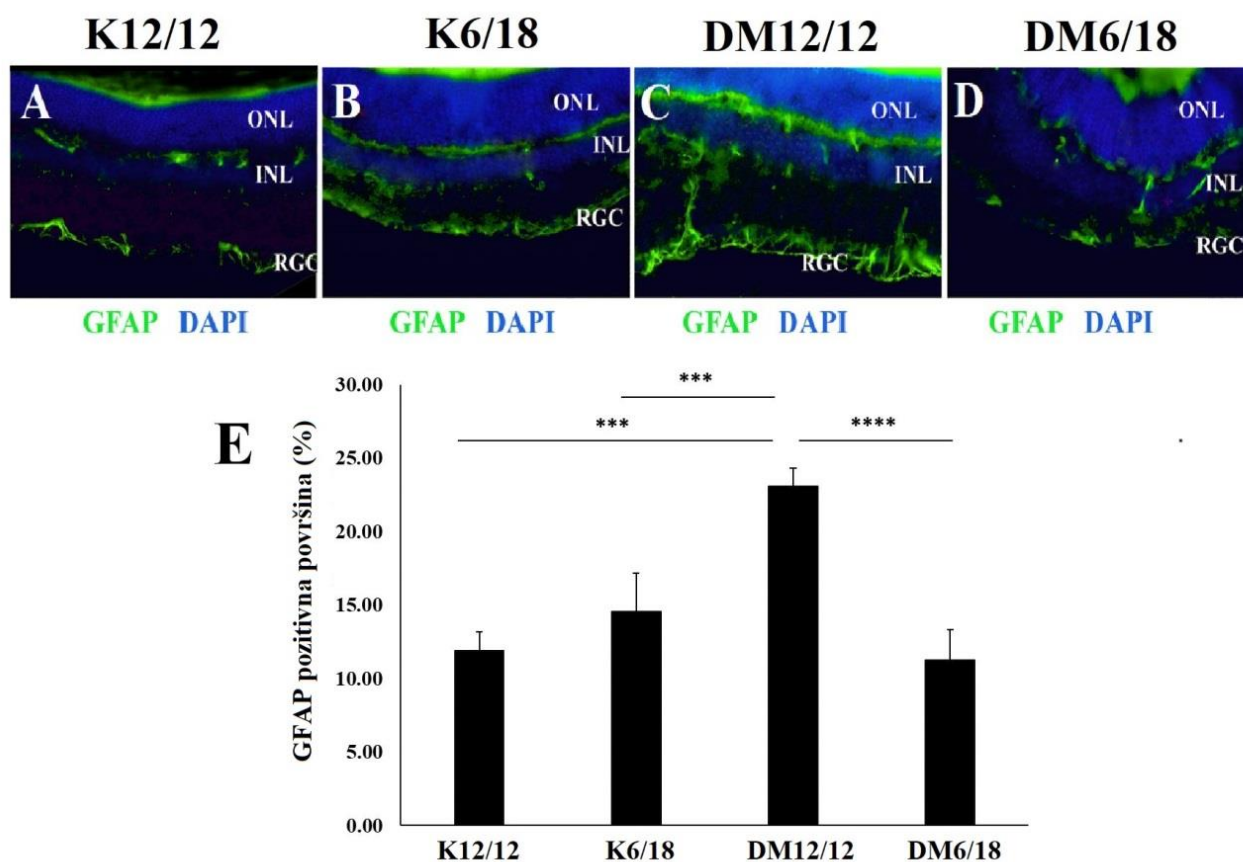 K12/12 K6/18 DM12/12 DM6/18
A ONL INL RGC
B ONL INL RGC
C ONL INL RGC
D ONL INL RGC
GFAP DAPI GFAP DAPI GFAP DAPI GFAP DAPI
E
GFAP pozitivna površina (%)
30.00
25.00
20.00
15.00
10.00
5.00
0.00
***
***
****
K12/12 K6/18 DM12/12 DM6/18